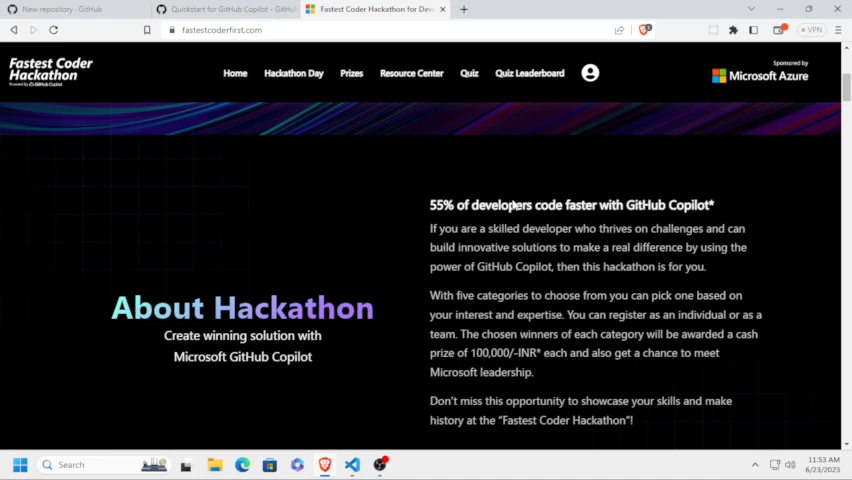 New repository · GitHub
Quickstart for GitHub Copilot - GitHub
Fastest Coder Hackathon for Dev
fastestcoderfirst.com
VPN
Fastest Coder
Hackathon
Powered by GitHub Copilot
Home
Hackathon Day
Prizes
Resource Center
Quiz
Quiz Leaderboard
Sponsored by
Microsoft Azure
55% of developers code faster with GitHub Copilot*
If you are a skilled developer who thrives on challenges and can
build innovative solutions to make a real difference by using the
power of GitHub Copilot, then this hackathon is for you.
About Hackathon
Create winning solution with
Microsoft GitHub Copilot
With five categories to choose from you can pick one based on
your interest and expertise. You can register as an individual or as a
team. The chosen winners of each category will be awarded a cash
prize of 100,000/-INR* each and also get a chance to meet
Microsoft leadership.
Don't miss this opportunity to showcase your skills and make
history at the "Fastest Coder Hackathon"!
Search
11:53 AM
6/23/2023